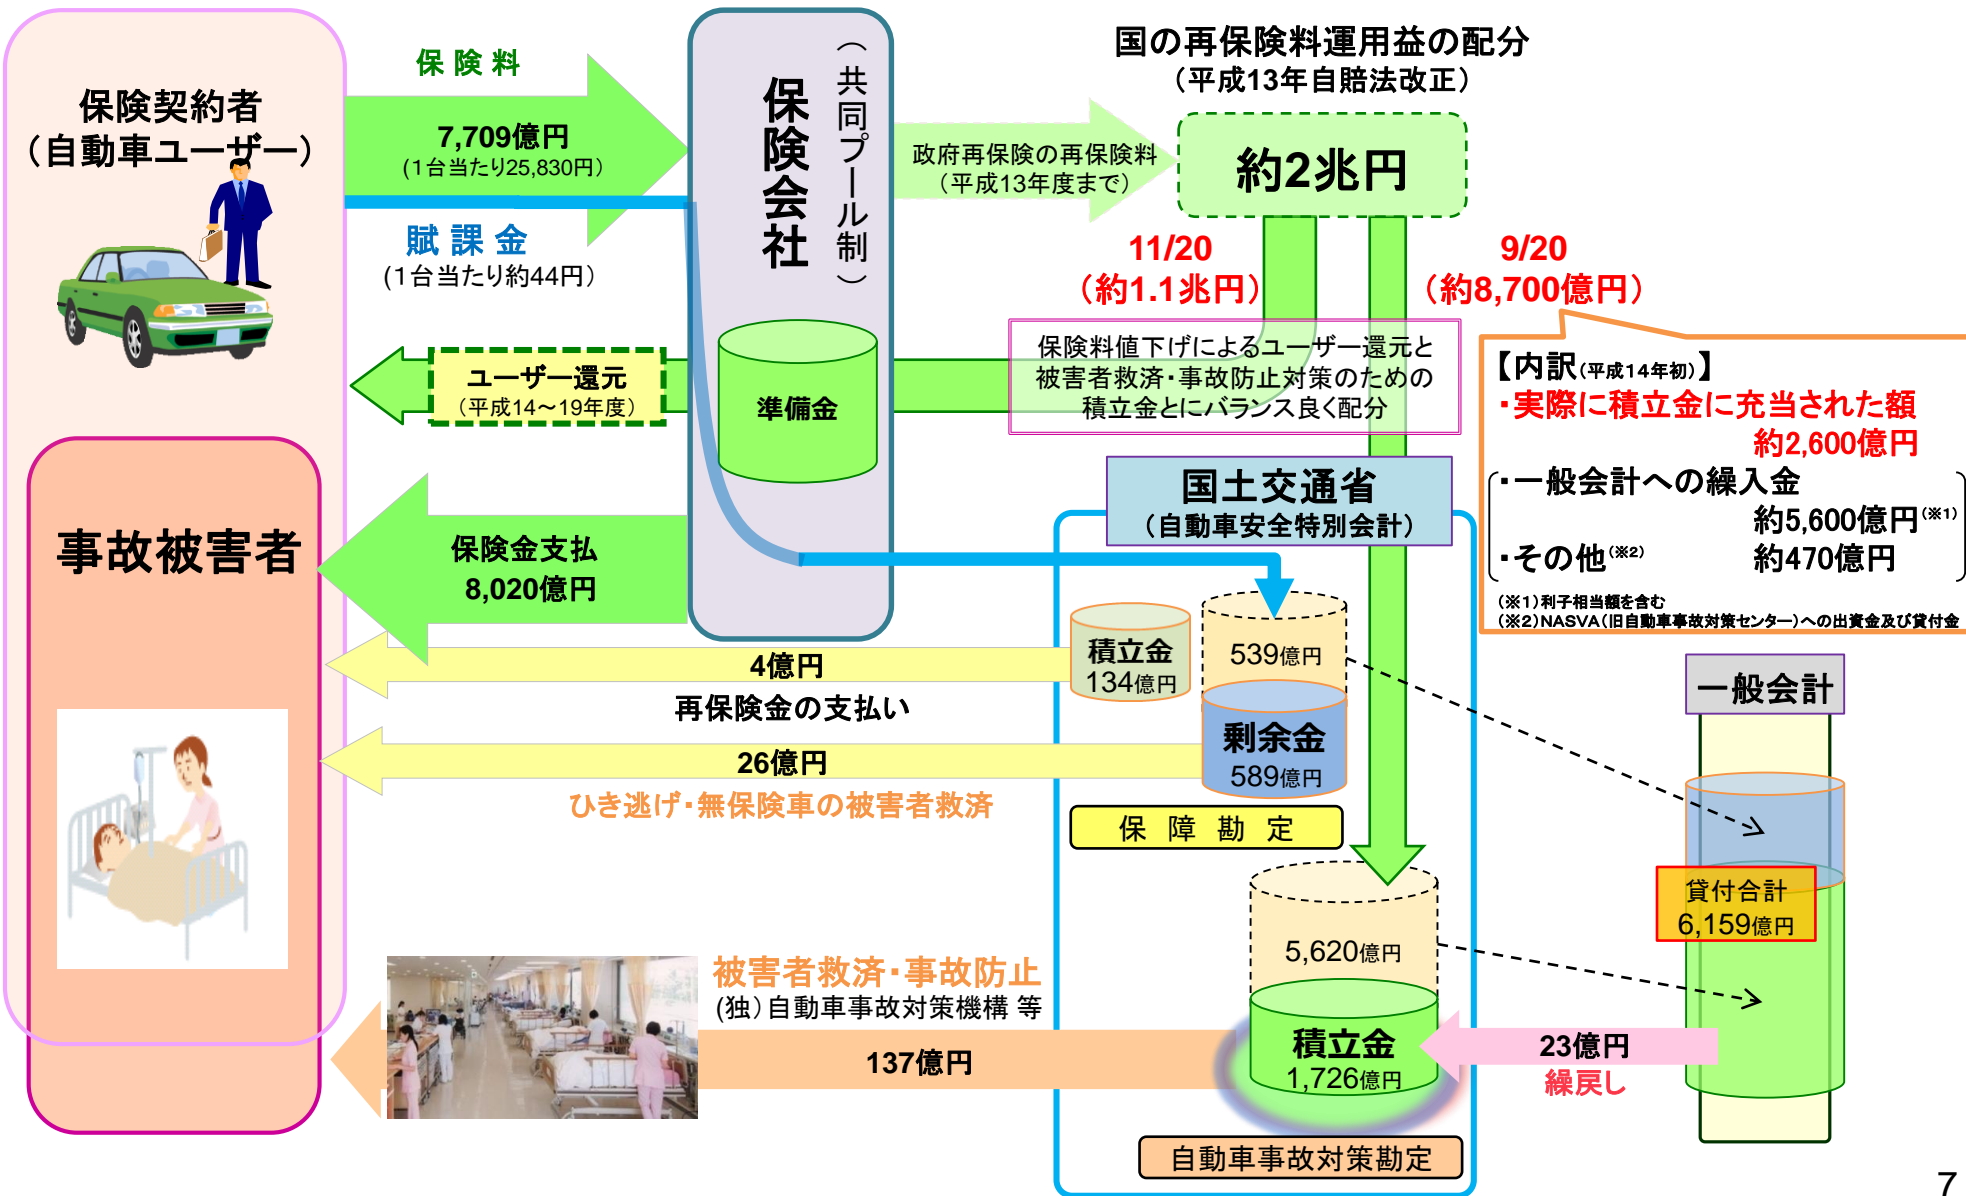 保険契約者
（自動車ユーザー）
保 険 料
7,709億円
（1台当たり25,830円）
賦 課 金
（1台当たり約44円）
保険会社
（共同プール制）
準備金
政府再保険の再保険料
（平成13年度まで）
国の再保険料運用益の配分
（平成13年自賠法改正）
約2兆円
11/20
（約1.1兆円）
9/20
（約8,700億円）
保険料値下げによるユーザー還元と
被害者救済・事故防止対策のための
積立金とにバランス良く配分
ユーザー還元
（平成14～19年度）
【内訳（平成14年初）】
・実際に積立金に充当された額
約2,600億円
・一般会計への繰入金
約5,600億円（※1）
・その他（※2） 約470億円
（※1）利子相当額を含む
（※2）NASVA（旧自動車事故対策センター）への出資金及び貸付金
事故被害者
保険金支払
8,020億円
国土交通省
（自動車安全特別会計）
4億円
再保険金の支払い
積立金
134億円
539億円
剰余金
589億円
26億円
ひき逃げ・無保険車の被害者救済
保 障 勘 定
一般会計
貸付合計
6,159億円
5,620億円
積立金
1,726億円
被害者救済・事故防止
(独）自動車事故対策機構 等
137億円
23億円
繰戻し
自動車事故対策勘定
7